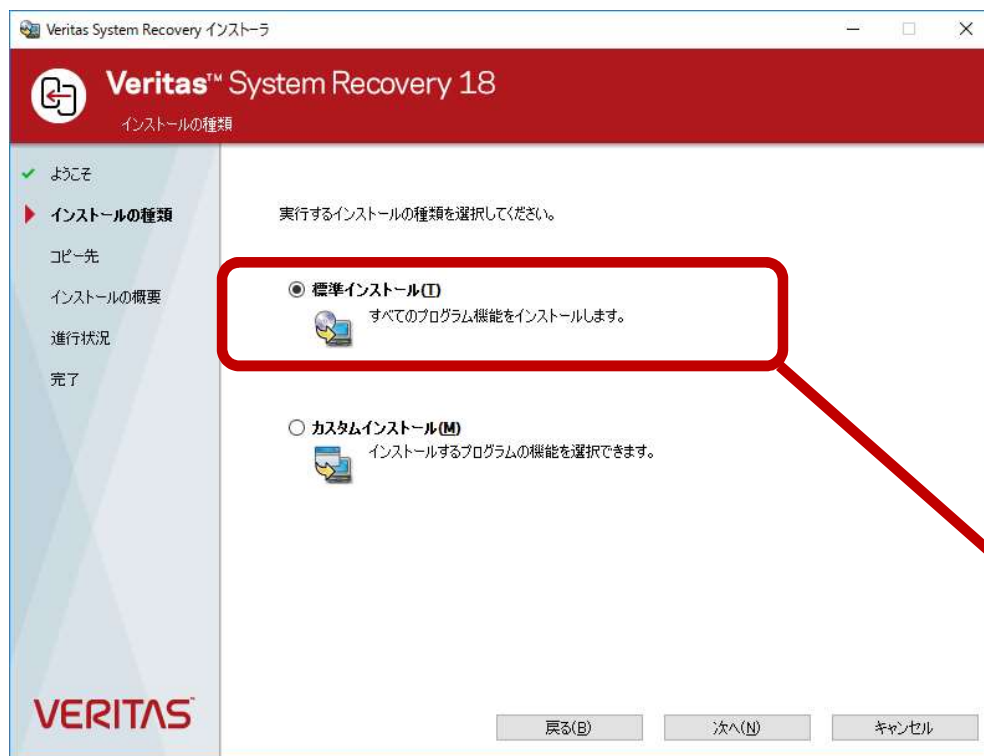 Veritas System Recovery インストーラ
Veritas™ System Recovery 18
インストールの種類
ようこそ
インストールの種類
コピー先
インストールの概要
進行状況
完了
実行するインストールの種類を選択してください。
標準インストール(T)
すべてのプログラム機能をインストールします。
カスタムインストール(M)
インストールするプログラムの機能を選択できます。
VERITAS
戻る(B)
次へ(N)
キャンセル